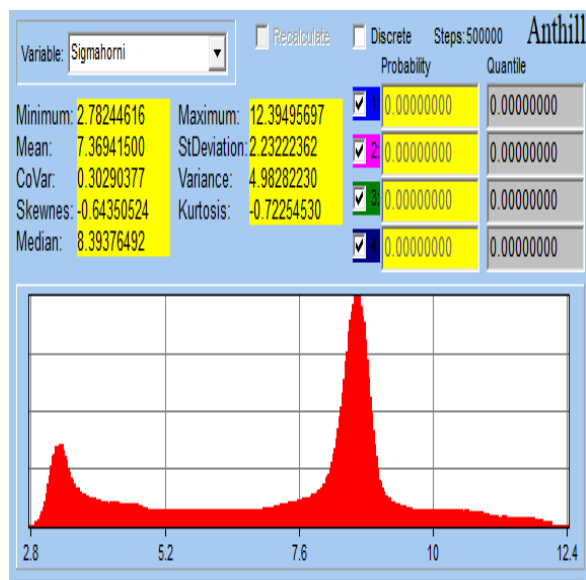 Variable: Sigmahorni Recalculate Discrete Steps:500000 Anthill
Probability Quantile
Minimum: 2.78244616 Maximum: 12.39495697 1: 0.00000000 0.00000000
Mean: 7.36941500 StDeviation: 2.23222362 2: 0.00000000 0.00000000
CoVar: 0.30290377 Variance: 4.98282230 3: 0.00000000 0.00000000
Skewnes: -0.64350524 Kurtosis: -0.72254530 4: 0.00000000 0.00000000
Median: 8.39376492
2.8 5.2 7.6 10 12.4